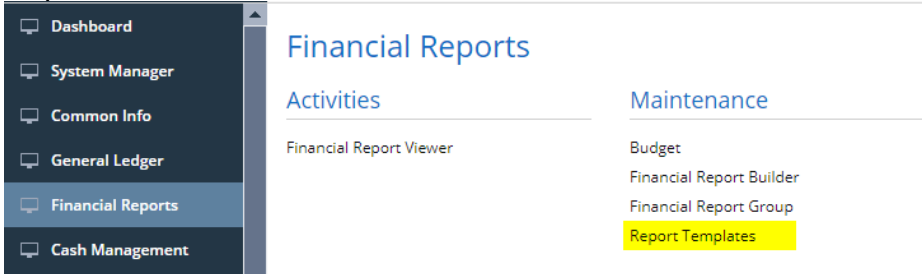 Dashboard
System Manager
Common Info
General Ledger
Financial Reports
Cash Management
Financial Reports
Activities
Financial Report Viewer
Maintenance
Budget
Financial Report Builder
Financial Report Group
Report Templates